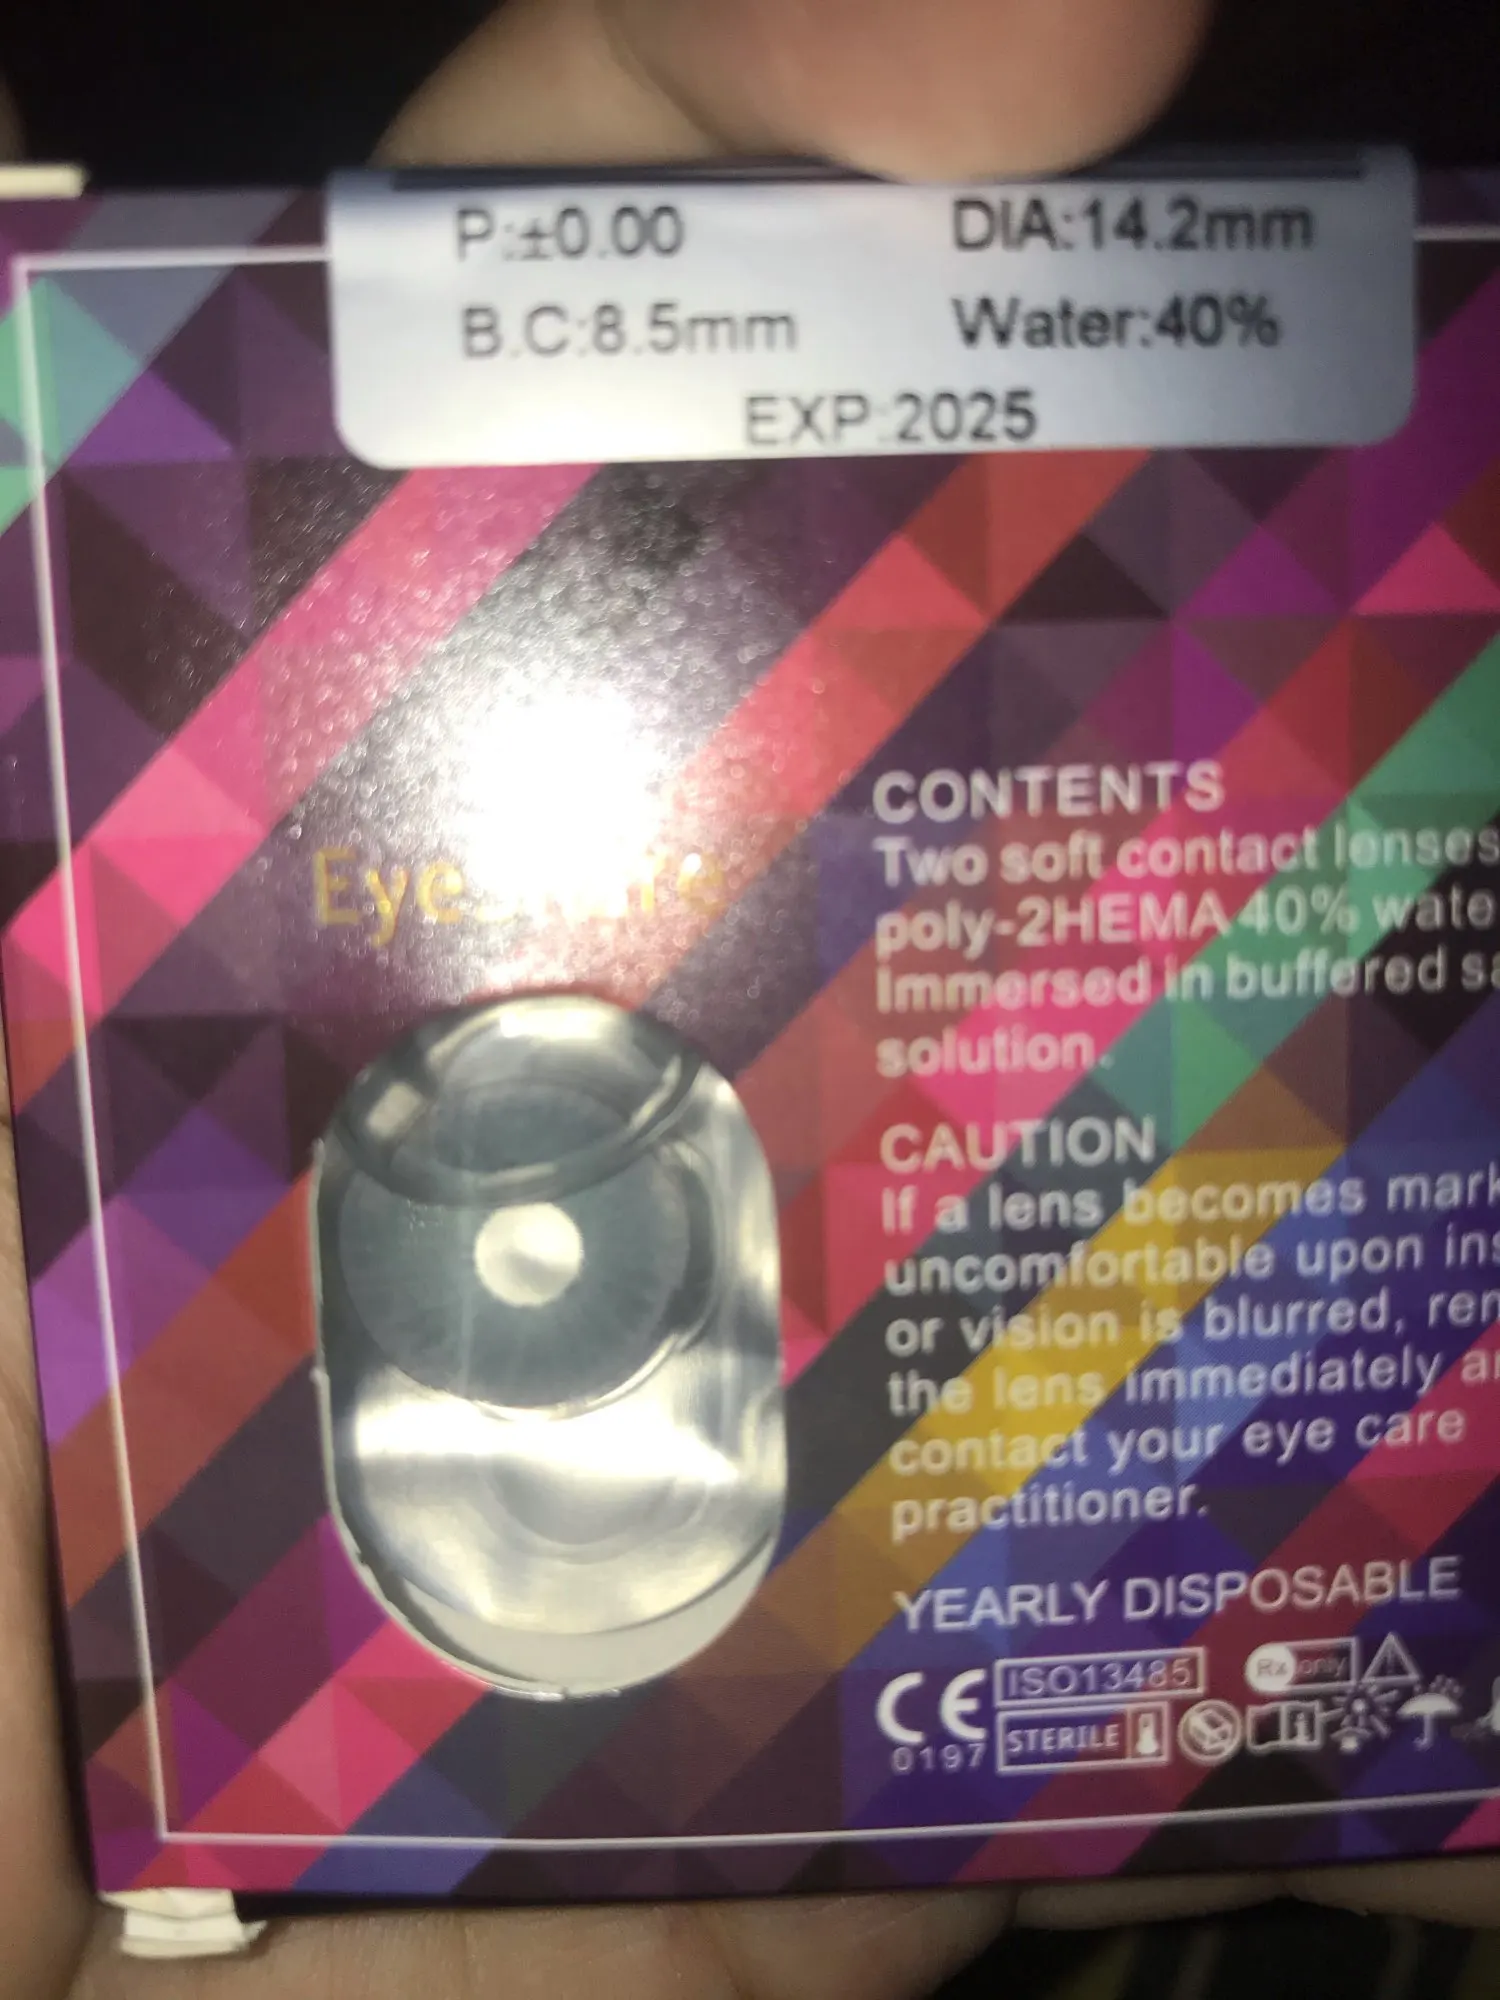 P:±0.00 DIA:14.2mm
B.C:8.5mm Water:40%
EXP:2025
CONTENTS
Two soft contact lenses
poly-2HEMA 40% wate
Immersed in buffered sa
solution.
CAUTION
If a lens becomes mark
uncomfortable upon ins
or vision is blurred, rem
the lens immediately an
contact your eye care
practitioner.
YEARLY DISPOSABLE
CE ISO13485 Rx only
0197 STERILE